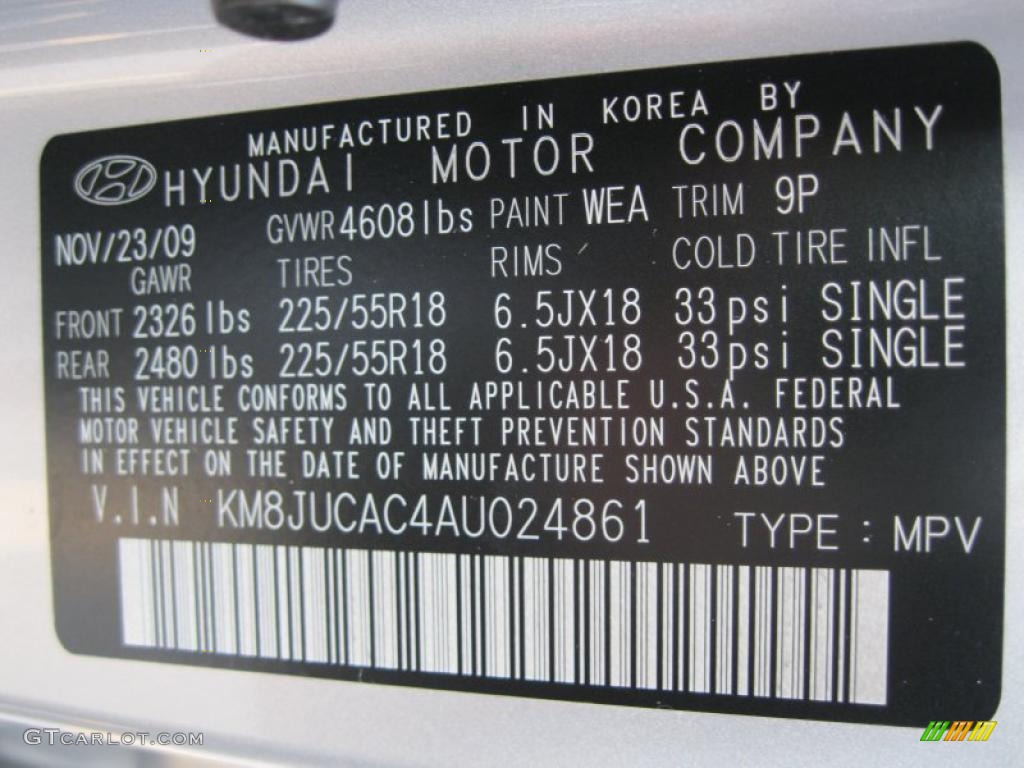 MANUFACTURED IN KOREA BY
HYUNDAI MOTOR COMPANY
NOV/23/09 GVWR 4608 lbs PAINT WEA TRIM 9P
GAWR TIRES RIMS COLD TIRE INFL
FRONT 2326 lbs 225/55R18 6.5JX18 33psi SINGLE
REAR 2480 lbs 225/55R18 6.5JX18 33psi SINGLE
THIS VEHICLE CONFORMS TO ALL APPLICABLE U.S.A. FEDERAL
MOTOR VEHICLE SAFETY AND THEFT PREVENTION STANDARDS
IN EFFECT ON THE DATE OF MANUFACTURE SHOWN ABOVE
V.I.N KM8JUCAC4AU024861 TYPE : MPV
GTCARLOT.COM